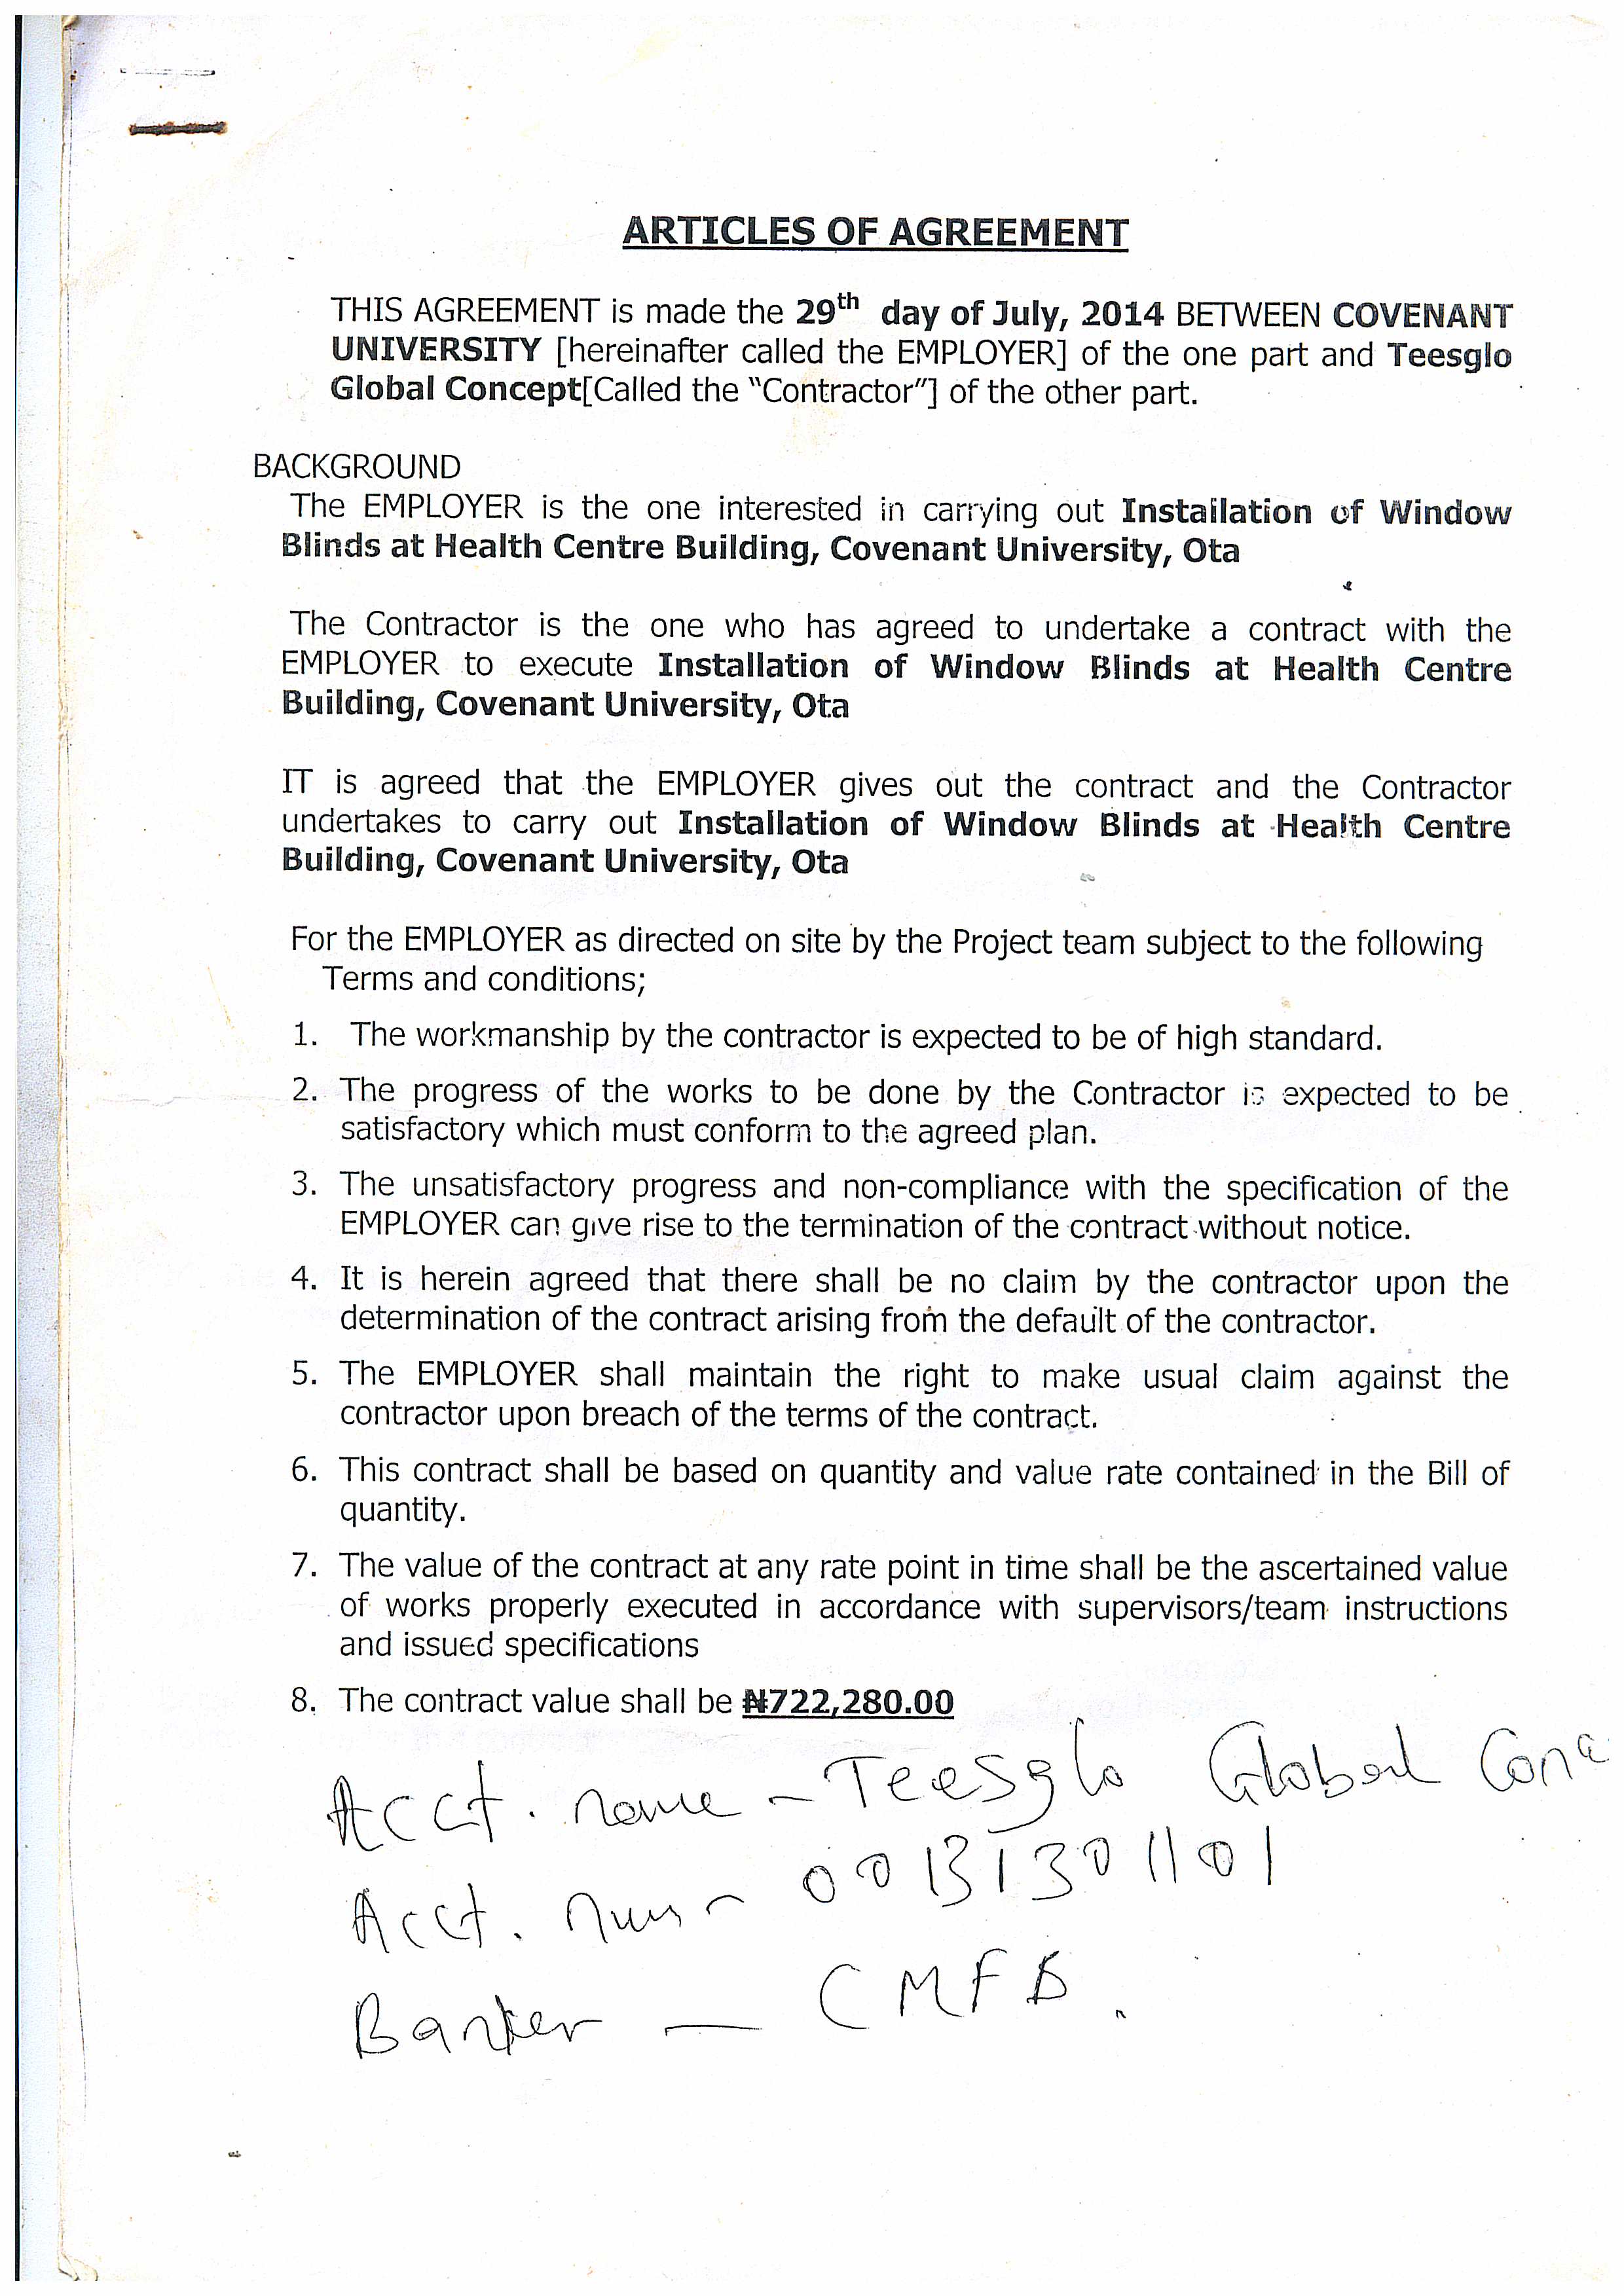 ARTICLES OF AGREEMENT
THIS AGREEMENT is made the 29th day of July, 2014 BETWEEN COVENANT
UNIVERSITY [hereinafter called the EMPLOYER] of the one part and Teesglo
Global Concept[Called the "Contractor"] of the other part.
BACKGROUND
The EMPLOYER is the one interested in carrying out Installation of Window
Blinds at Health Centre Building, Covenant University, Ota
The Contractor is the one who has agreed to undertake a contract with the
EMPLOYER to execute Installation of Window Blinds at Health Centre
Building, Covenant University, Ota
IT is agreed that the EMPLOYER gives out the contract and the Contractor
undertakes to carry out Installation of Window Blinds at Health Centre
Building, Covenant University, Ota
For the EMPLOYER as directed on site by the Project team subject to the following
Terms and conditions;
1. The workmanship by the contractor is expected to be of high standard.
2. The progress of the works to be done by the Contractor is expected to be
satisfactory which must conform to the agreed plan.
3. The unsatisfactory progress and non-compliance with the specification of the
EMPLOYER can give rise to the termination of the contract without notice.
4. It is herein agreed that there shall be no claim by the contractor upon the
determination of the contract arising from the default of the contractor.
5. The EMPLOYER shall maintain the right to make usual claim against the
contractor upon breach of the terms of the contract.
6. This contract shall be based on quantity and value rate contained in the Bill of
quantity.
7. The value of the contract at any rate point in time shall be the ascertained value
of works properly executed in accordance with supervisors/team instructions
and issued specifications
8. The contract value shall be ₦722,280.00
Acct. name - Teesglo Global Conc
Acct. num - 00131301101
Banker - CMFB.